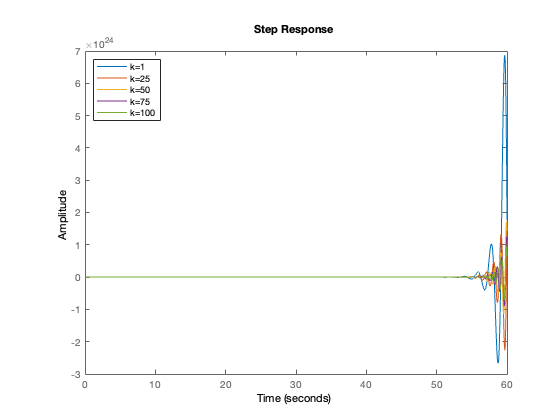 Step Response
×10^24
7
6
5
4
3
2
1
0
-1
-2
-3
Amplitude
k=1
k=25
k=50
k=75
k=100
0 10 20 30 40 50 60
Time (seconds)